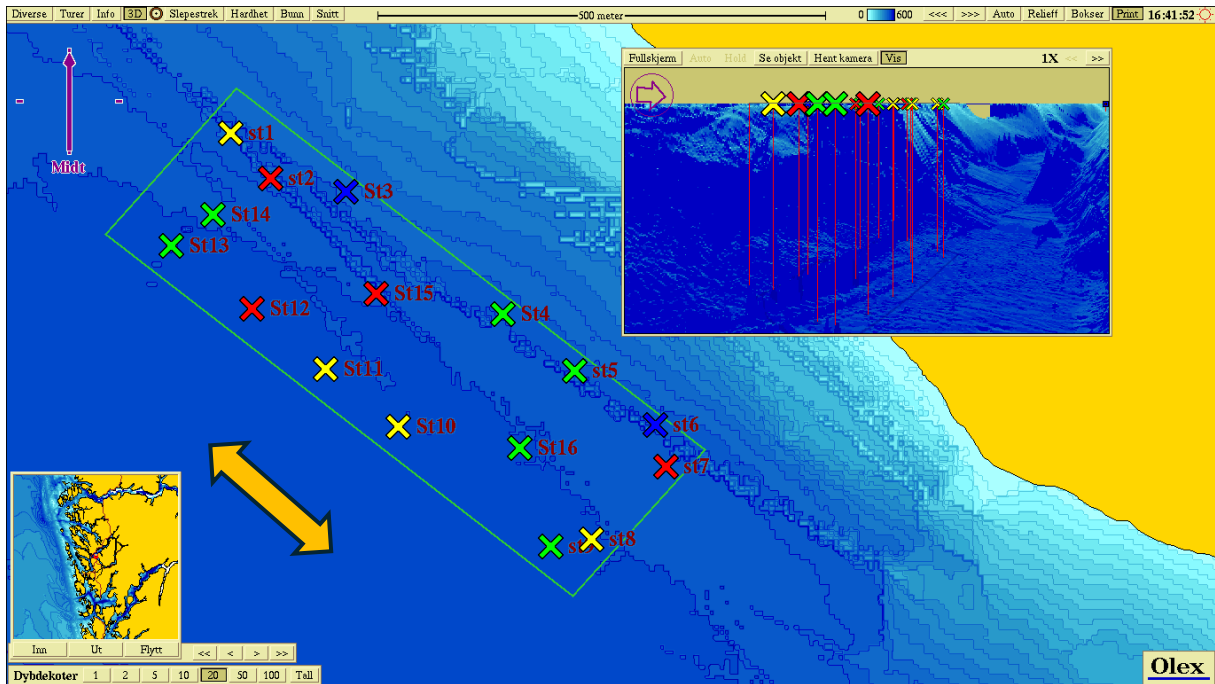 Diverse Turer Info 3D Slepestrek Hardhet Bunn Snitt 500 meter 0 600 <<< >>> Auto Relieff Bokser Print 16:41:52
Fullskjerm Auto Hold Se objekt Hent kamera Vis 1X << >>
Midt
st1
st2
St3
St14
St13
St15
St12
St4
St11
st5
St10
st6
St16
st7
st8
Inn Ut Flytt << < > >>
Dybdekoter 1 2 5 10 20 50 100 Tall
Olex